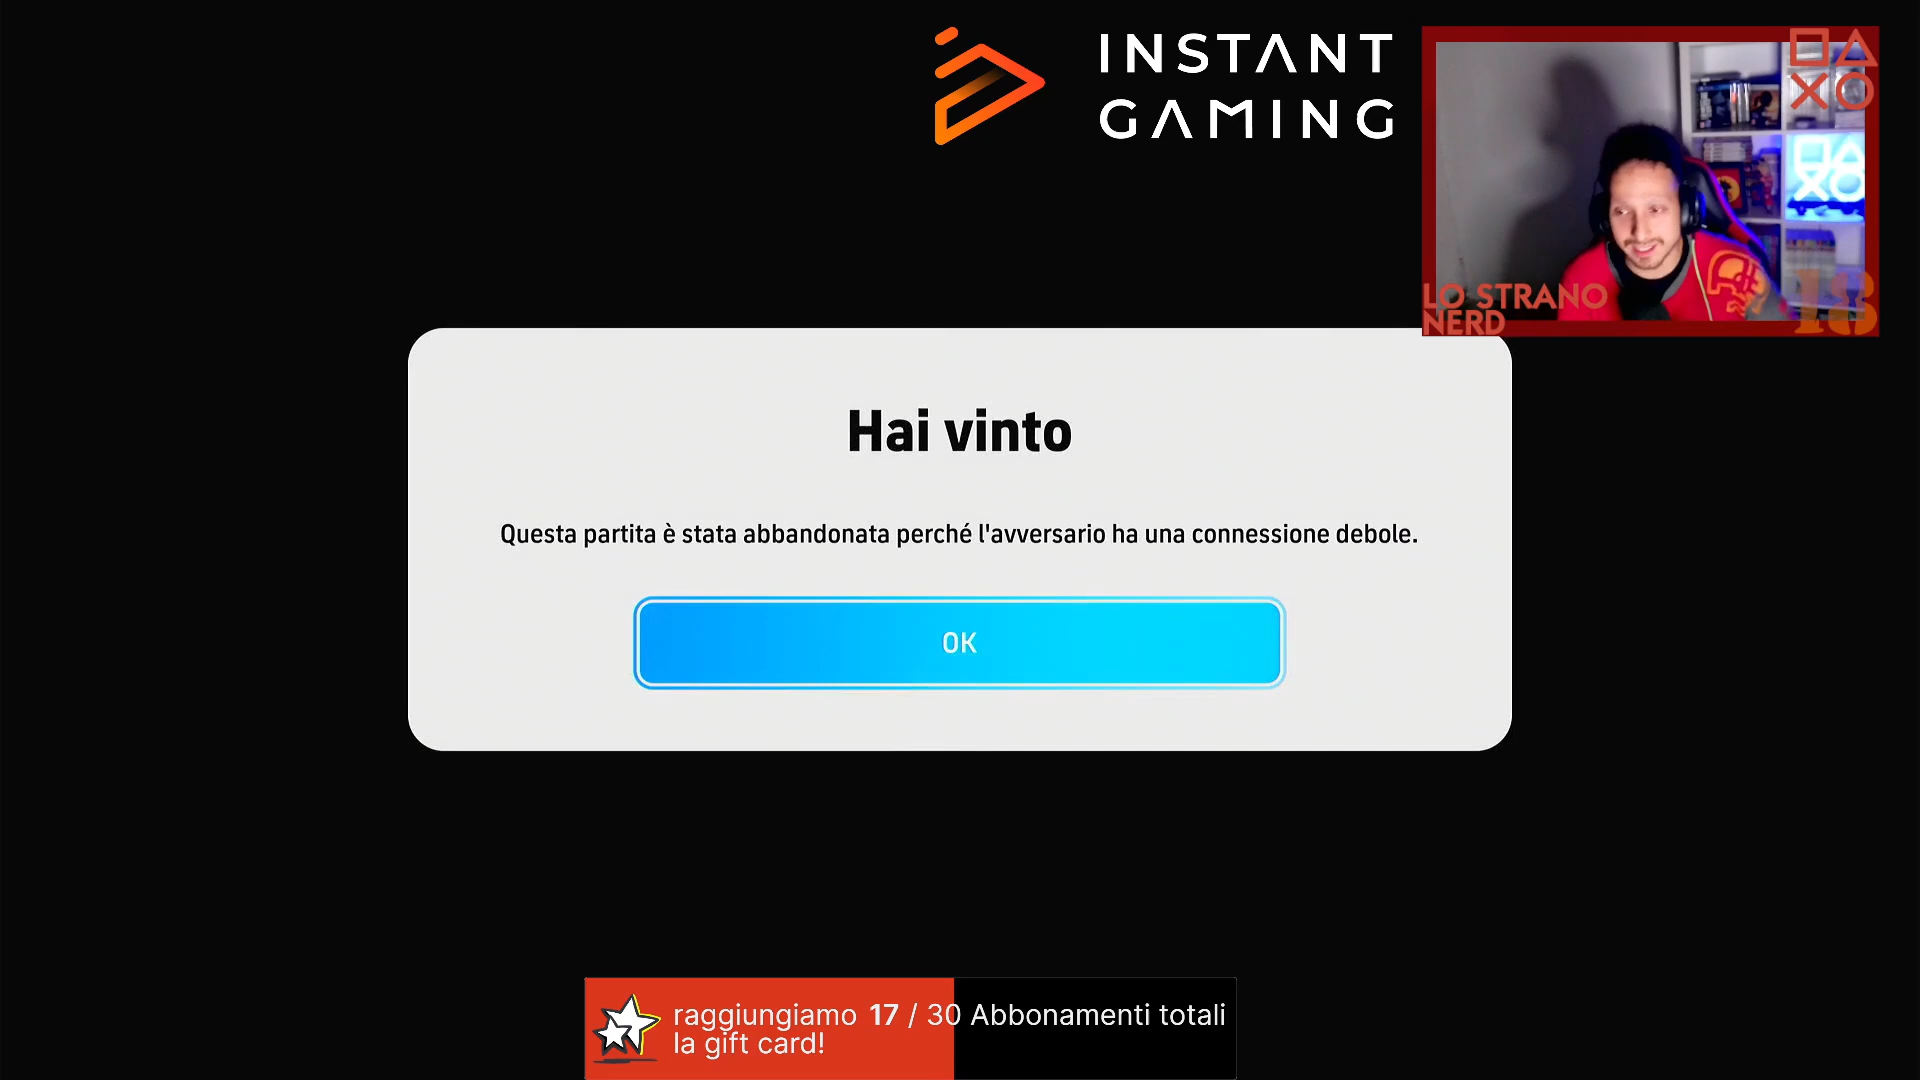 INSTANT
GAMING
LO STRANO
NERD
18
Hai vinto
Questa partita è stata abbandonata perché l'avversario ha una connessione debole.
OK
raggiungiamo 17 / 30 Abbonamenti totali
la gift card!